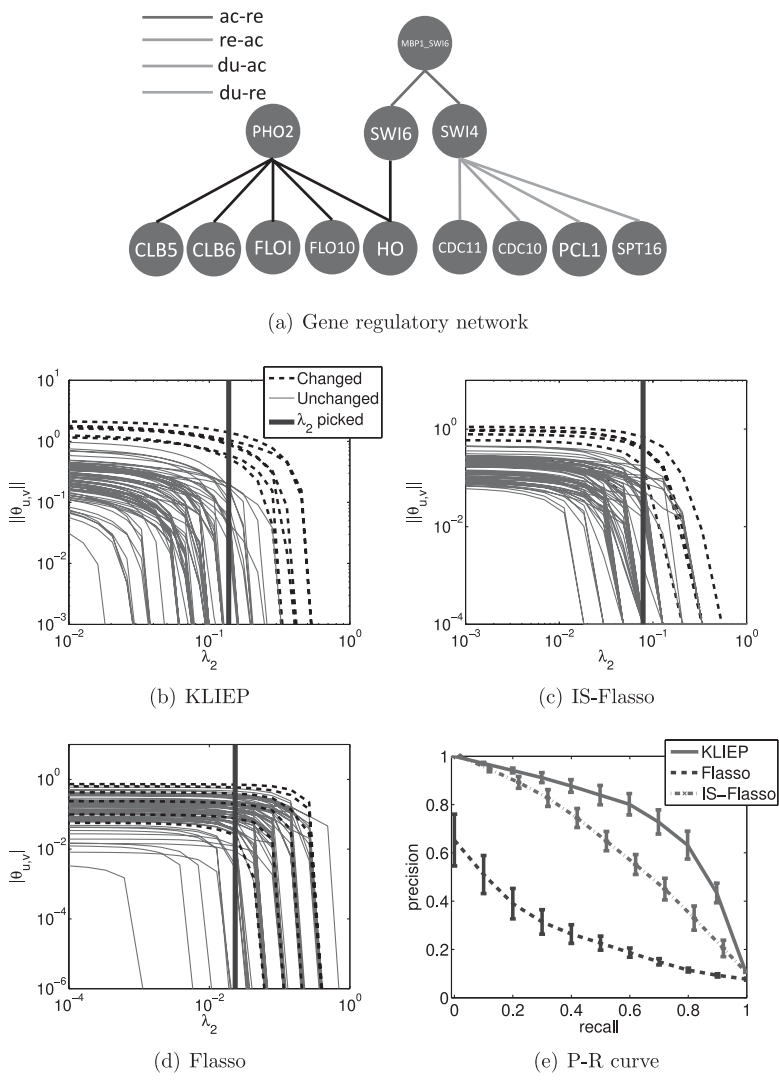 ac-re
re-ac
du-ac
du-re
MBP1_SWI6
PHO2
SWI6
SWI4
CLB5
CLB6
FLOI
FLO10
HO
CDC11
CDC10
PCL1
SPT16
(a) Gene regulatory network
Changed
Unchanged
λ2 picked
10^1
10^0
10^-1
10^-2
10^-3
||θu,v||
10^-2
10^-1
10^0
λ2
(b) KLIEP
10^0
10^-2
10^-4
||θu,v||
10^-3
10^-2
10^-1
10^0
λ2
(c) IS-Flasso
10^0
10^-2
10^-4
10^-6
||θu,v||
10^-4
10^-2
10^0
λ2
(d) Flasso
KLIEP
Flasso
IS-Flasso
1
0.8
0.6
0.4
0.2
0
precision
0
0.2
0.4
0.6
0.8
1
recall
(e) P-R curve